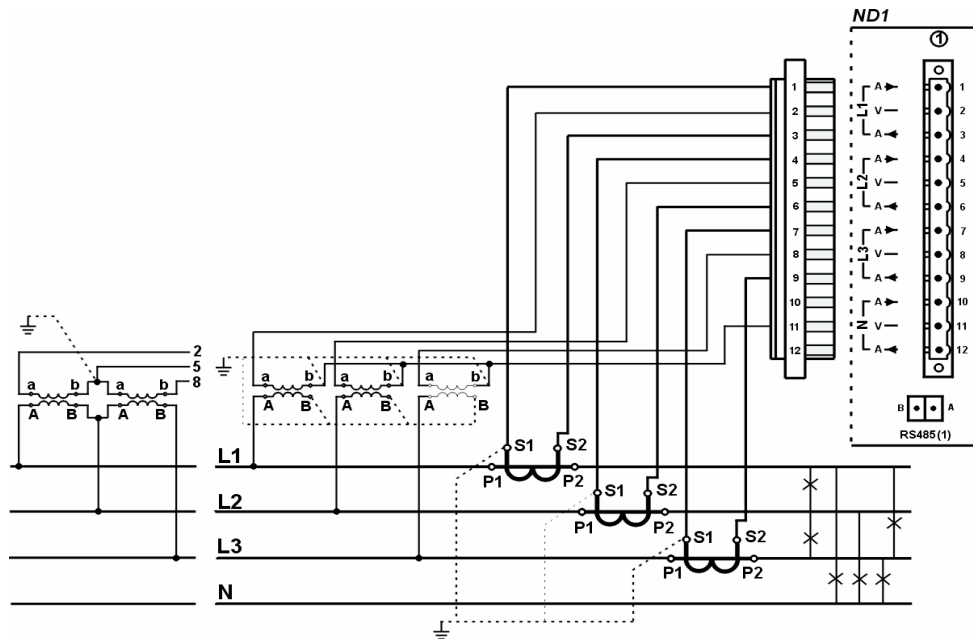 ND1
1
1 A 1
2 L1 V 2
3 A 3
4 A 4
5 L2 V 5
6 A 6
7 A 7
8 L3 V 8
9 A 9
10 A 10
11 N V 11
12 A 12
2
5
8
a b a b
A B A B
a b a b a b
A B A B A B
B A
RS485(1)
S1 S2
L1
P1 P2
S1 S2
L2
P1 P2
S1 S2
L3
P1 P2
N